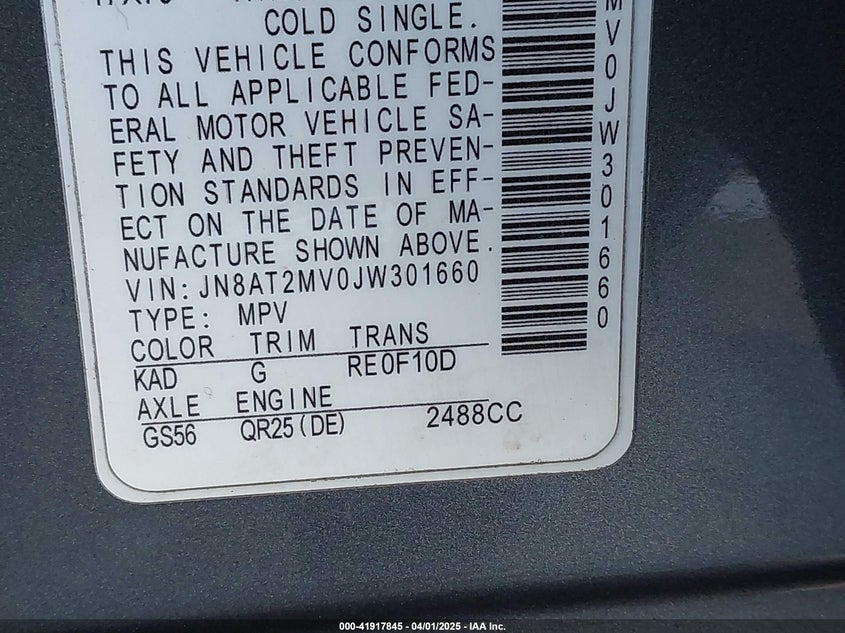 COLD SINGLE.
THIS VEHICLE CONFORMS
TO ALL APPLICABLE FED-
ERAL MOTOR VEHICLE SA-
FETY AND THEFT PREVEN-
TION STANDARDS IN EFF-
ECT ON THE DATE OF MA-
NUFACTURE SHOWN ABOVE.
VIN: JN8AT2MV0JW301660
TYPE: MPV
COLOR TRIM TRANS
KAD G RE0F10D
AXLE ENGINE
GS56 QR25(DE) 2488CC
MV0JW301660
000-41917845 - 04/01/2025 - IAA Inc.